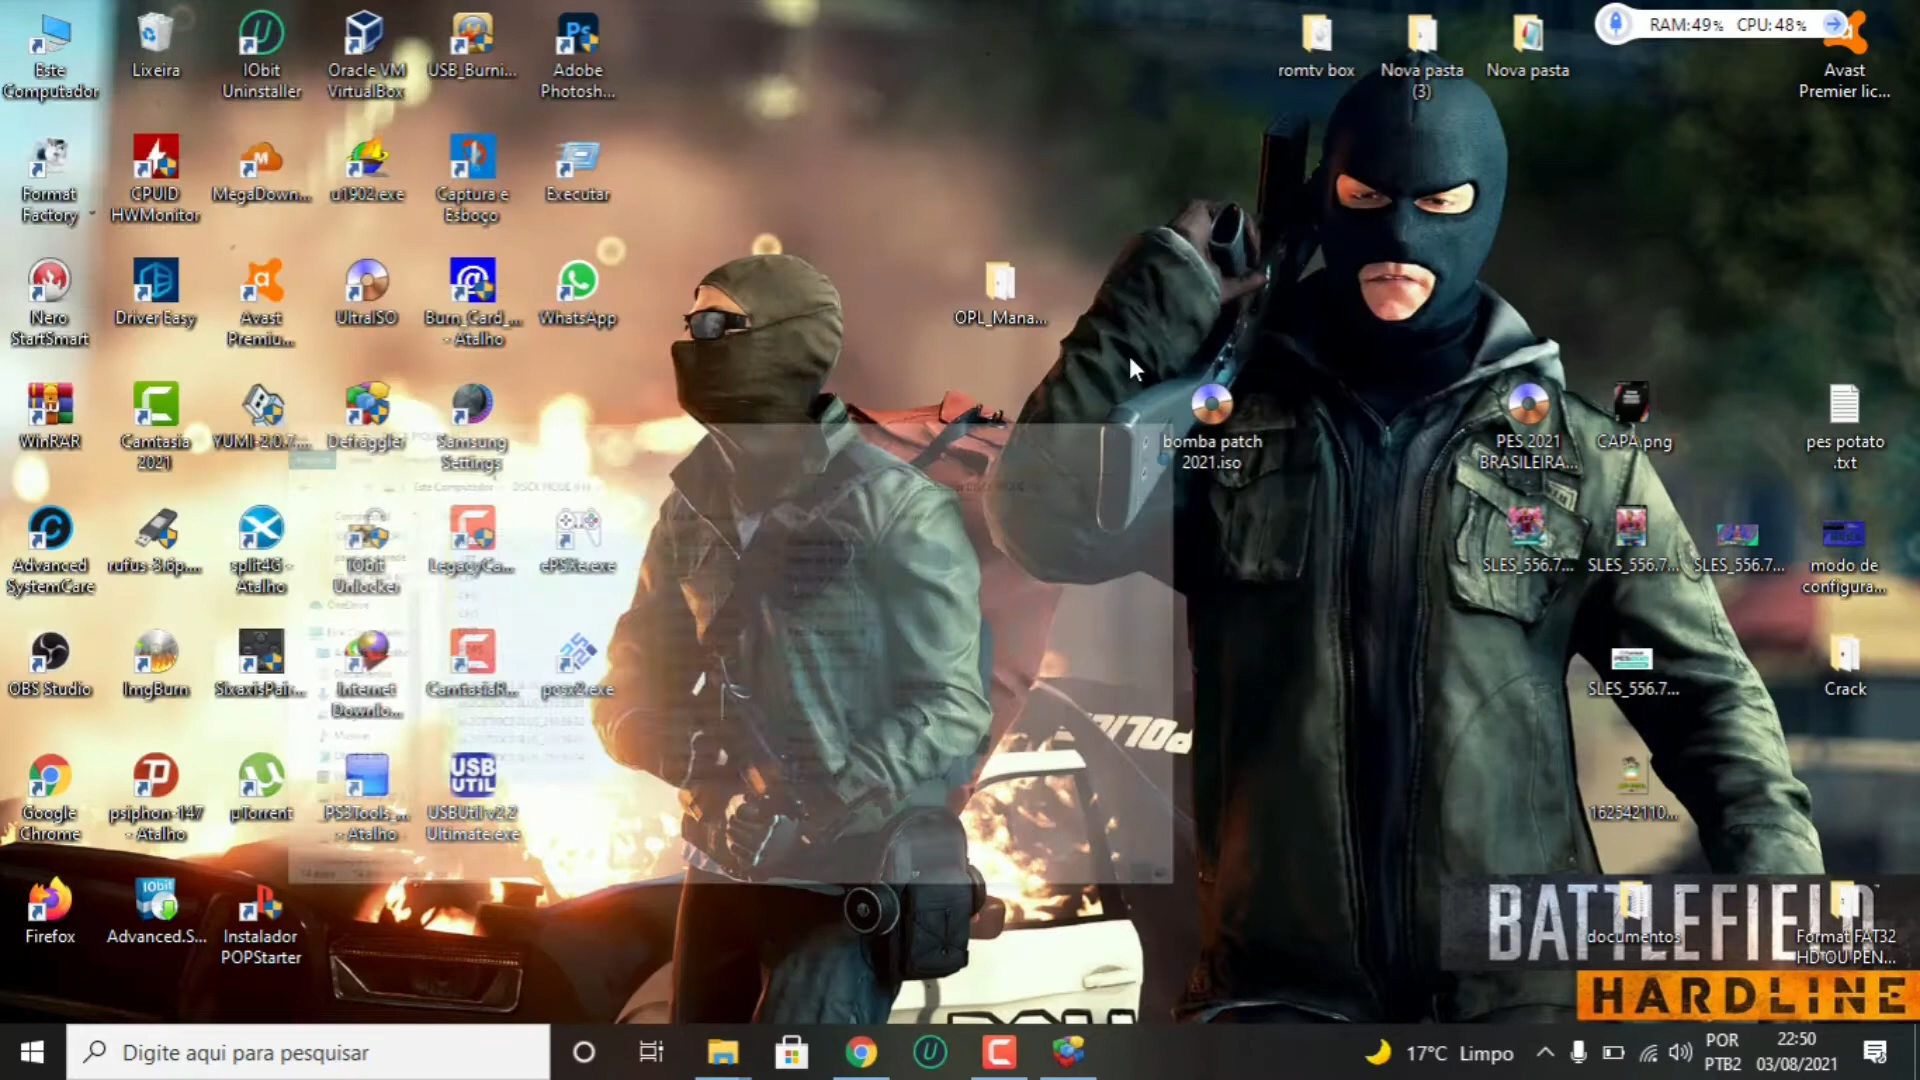 Este
Computador
Lixeira
IObit
Uninstaller
Oracle VM
VirtualBox
USB_Burni...
Adobe
Photosh...
romtv box
Nova pasta
(3)
Nova pasta
RAM:49% CPU:48%
Avast
Premier lic...
Format
Factory
CPUID
HWMonitor
MegaDown...
u1902.exe
Captura e
Esboço
Executar
Nero
StartSmart
Driver Easy
Avast
Premiu...
UltraISO
Burn_Card_...
- Atalho
WhatsApp
OPL_Mana...
WinRAR
Camtasia
2021
YUMI-2.0.7....
Defraggler
Samsung
Settings
bomba patch
2021.iso
PES 2021
BRASILEIRA...
CAPA.png
pes potato
.txt
Advanced
SystemCare
rufus-3.6p....
split4G -
Atalho
IObit
Unlocker
LegacyCa...
ePSXe.exe
SLES_556.7...
SLES_556.7...
SLES_556.7...
modo de
configura...
OBS Studio
ImgBurn
SixaxisPair...
Internet
Downlo...
CamtasiaR...
pcsx2.exe
SLES_556.7...
Crack
Google
Chrome
psiphon-147
- Atalho
µTorrent
PS3Tools_...
- Atalho
USB
UTIL
USBUtil v2.2
Ultimate.exe
162542110...
Firefox
IObit
Advanced.S...
Instalador
POPStarter
documentos
Format FAT32
HD OU PEN...
POLI
BATTLEFIELD
HARDLINE
Digite aqui para pesquisar
17°C Limpo
POR
PTB2
22:50
03/08/2021